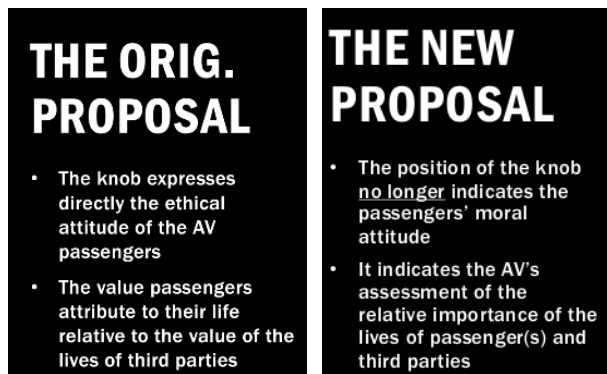 THE ORIG.
PROPOSAL
• The knob expresses
directly the ethical
attitude of the AV
passengers
• The value passengers
attribute to their life
relative to the value of the
lives of third parties
THE NEW
PROPOSAL
• The position of the knob
no longer indicates the
passengers’ moral
attitude
• It indicates the AV’s
assessment of the
relative importance of the
lives of passenger(s) and
third parties